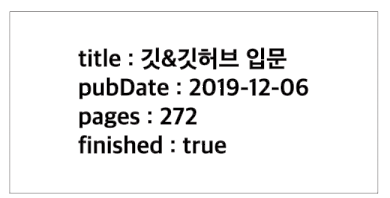 title : 깃&깃허브 입문
pubDate : 2019-12-06
pages : 272
finished : true